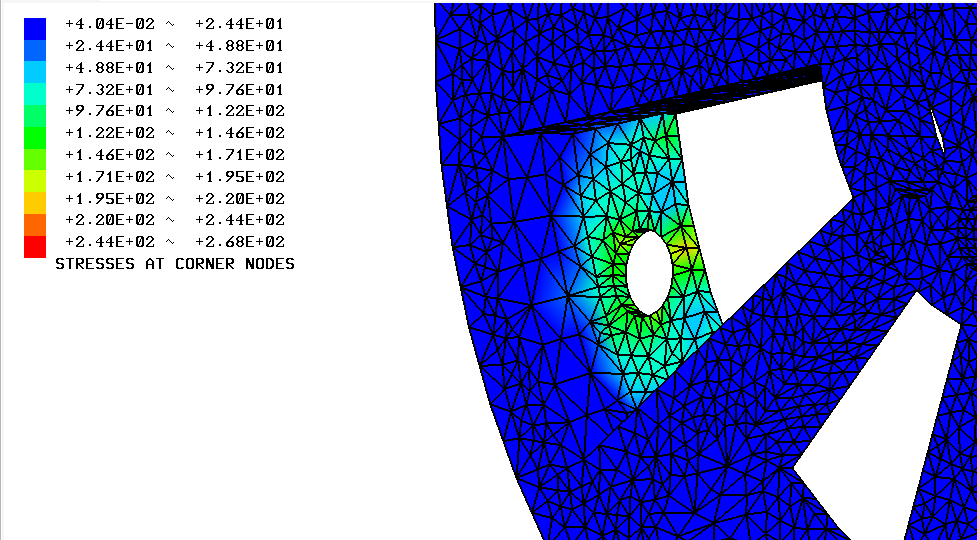 +4.04E-02 ~ +2.44E+01
+2.44E+01 ~ +4.88E+01
+4.88E+01 ~ +7.32E+01
+7.32E+01 ~ +9.76E+01
+9.76E+01 ~ +1.22E+02
+1.22E+02 ~ +1.46E+02
+1.46E+02 ~ +1.71E+02
+1.71E+02 ~ +1.95E+02
+1.95E+02 ~ +2.20E+02
+2.20E+02 ~ +2.44E+02
+2.44E+02 ~ +2.68E+02
STRESSES AT CORNER NODES